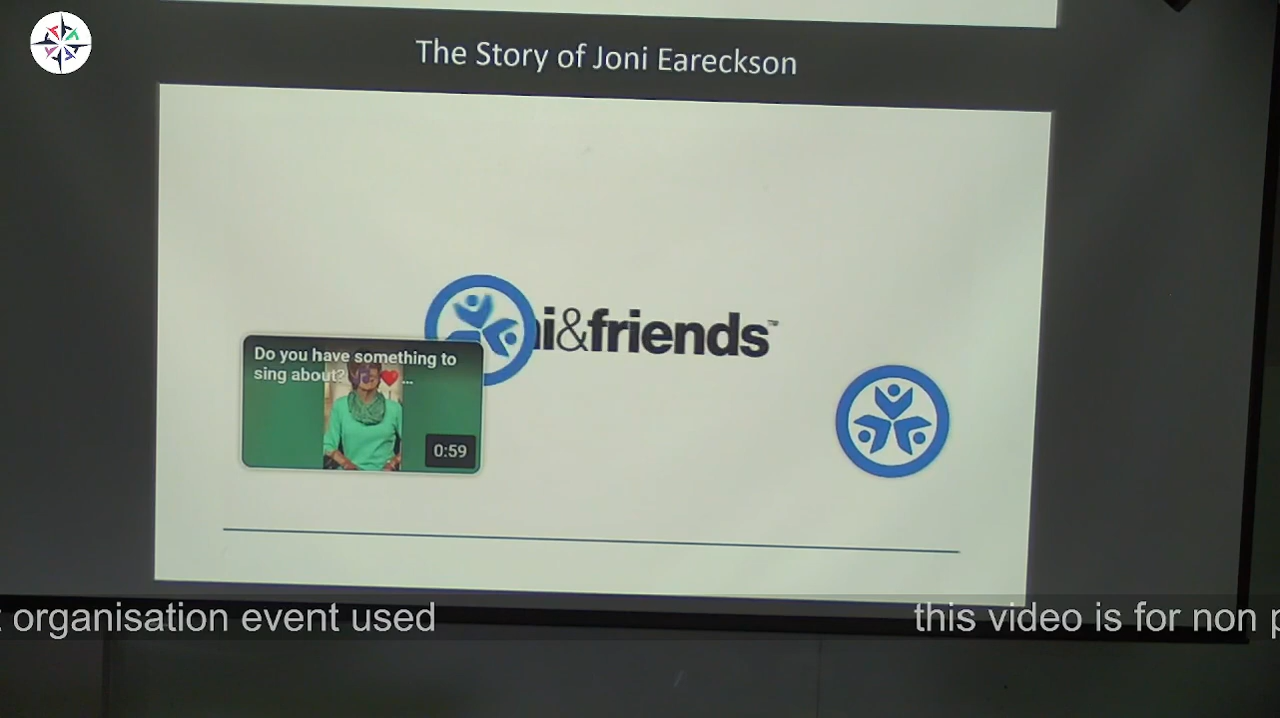 The Story of Joni Eareckson
i&friends™
Do you have something to
sing about? ...
0:59
organisation event used
this video is for non